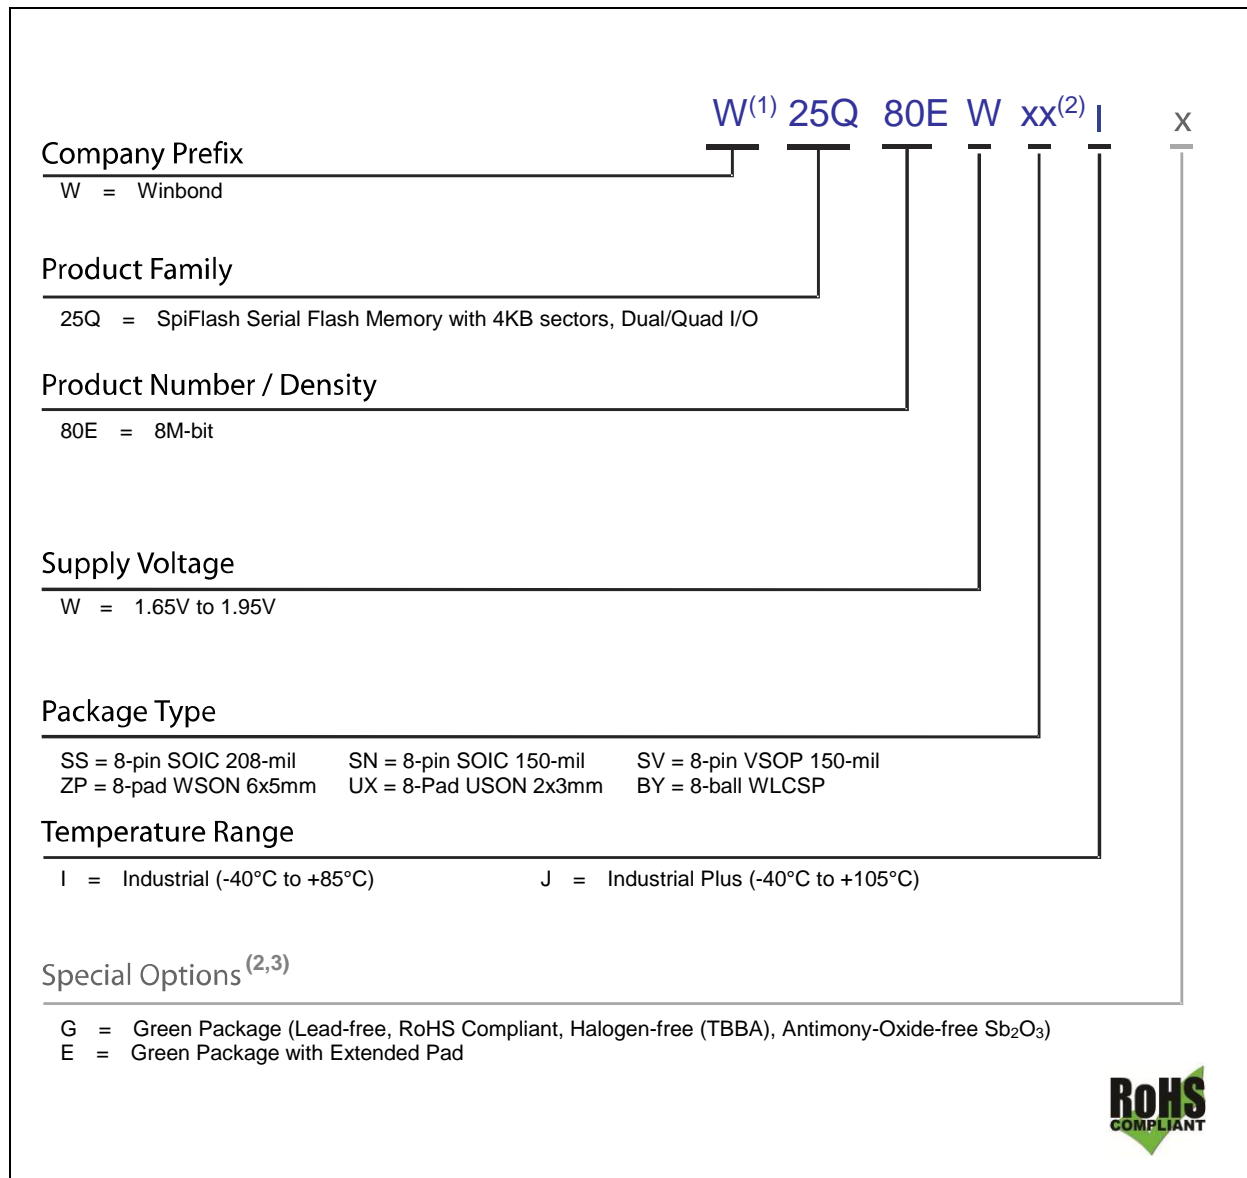 W(1) 25Q 80E W xx(2) I x
Company Prefix
W = Winbond
Product Family
25Q = SpiFlash Serial Flash Memory with 4KB sectors, Dual/Quad I/O
Product Number / Density
80E = 8M-bit
Supply Voltage
W = 1.65V to 1.95V
Package Type
SS = 8-pin SOIC 208-mil SN = 8-pin SOIC 150-mil SV = 8-pin VSOP 150-mil
ZP = 8-pad WSON 6x5mm UX = 8-Pad USON 2x3mm BY = 8-ball WLCSP
Temperature Range
I = Industrial (-40°C to +85°C) J = Industrial Plus (-40°C to +105°C)
Special Options (2,3)
G = Green Package (Lead-free, RoHS Compliant, Halogen-free (TBBA), Antimony-Oxide-free Sb2O3)
E = Green Package with Extended Pad
RoHS
COMPLIANT